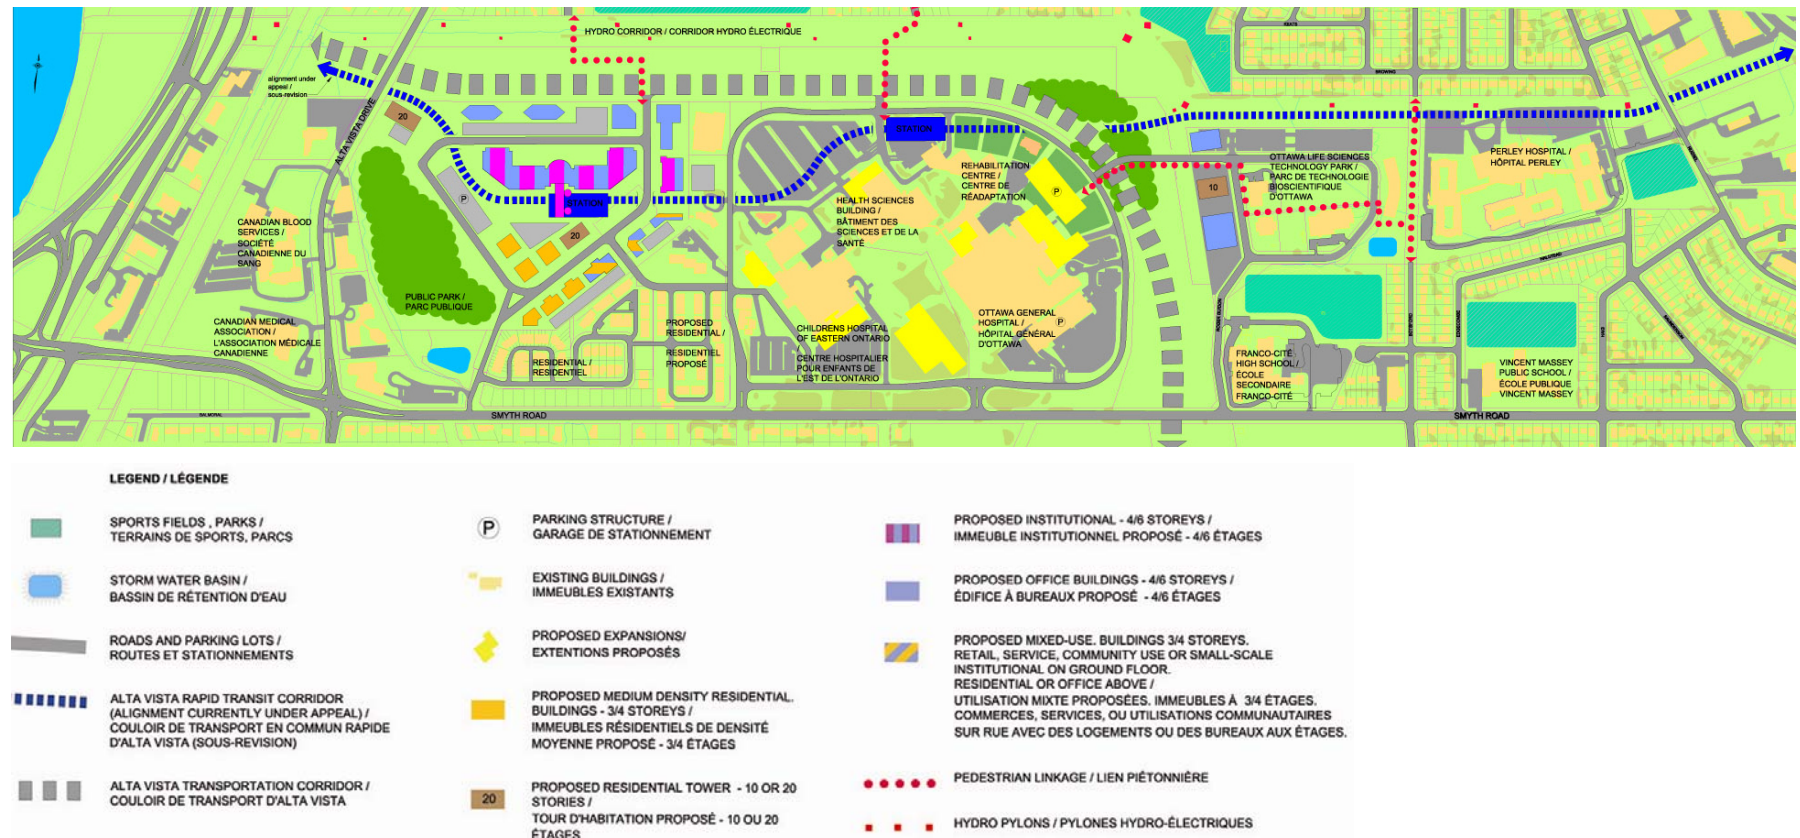 HYDRO CORRIDOR / CORRIDOR HYDRO ÉLECTRIQUE
alignment under
appeal /
sous-revision
ALTA VISTA DRIVE
20
STATION
STATION
P
20
CANADIAN BLOOD
SERVICES /
SOCIÉTÉ
CANADIENNE DU
SANG
PUBLIC PARK /
PARC PUBLIQUE
CANADIAN MEDICAL
ASSOCIATION /
L'ASSOCIATION MÉDICALE
CANADIENNE
RESIDENTIAL /
RESIDENTIEL
PROPOSED
RESIDENTIAL /
RESIDENTIEL
PROPOSÉ
HEALTH SCIENCES
BUILDING /
BÂTIMENT DES
SCIENCES ET DE LA
SANTÉ
REHABILITATION
CENTRE /
CENTRE DE
RÉADAPTATION
P
CHILDRENS HOSPITAL
OF EASTERN ONTARIO
CENTRE HOSPITALIER
POUR ENFANTS DE
L'EST DE L'ONTARIO
OTTAWA GENERAL
HOSPITAL /
HÔPITAL GÉNÉRAL
D'OTTAWA
P
10
OTTAWA LIFE SCIENCES
TECHNOLOGY PARK /
PARC DE TECHNOLOGIE
BIOSCIENTIFIQUE
D'OTTAWA
PERLEY HOSPITAL /
HÔPITAL PERLEY
BROWNING
FRANCO-CITÉ
HIGH SCHOOL /
ÉCOLE
SECONDAIRE
FRANCO-CITÉ
VINCENT MASSEY
PUBLIC SCHOOL /
ÉCOLE PUBLIQUE
VINCENT MASSEY
BALMORAL
SMYTH ROAD
SMYTH ROAD
LEGEND / LÉGENDE
SPORTS FIELDS , PARKS /
TERRAINS DE SPORTS, PARCS
STORM WATER BASIN /
BASSIN DE RÉTENTION D'EAU
ROADS AND PARKING LOTS /
ROUTES ET STATIONNEMENTS
ALTA VISTA RAPID TRANSIT CORRIDOR
(ALIGNMENT CURRENTLY UNDER APPEAL) /
COULOIR DE TRANSPORT EN COMMUN RAPIDE
D'ALTA VISTA (SOUS-REVISION)
ALTA VISTA TRANSPORTATION CORRIDOR /
COULOIR DE TRANSPORT D'ALTA VISTA
P
PARKING STRUCTURE /
GARAGE DE STATIONNEMENT
EXISTING BUILDINGS /
IMMEUBLES EXISTANTS
PROPOSED EXPANSIONS/
EXTENTIONS PROPOSÉS
PROPOSED MEDIUM DENSITY RESIDENTIAL.
BUILDINGS - 3/4 STOREYS /
IMMEUBLES RÉSIDENTIELS DE DENSITÉ
MOYENNE PROPOSÉ - 3/4 ÉTAGES
20
PROPOSED RESIDENTIAL TOWER - 10 OR 20
STORIES /
TOUR D'HABITATION PROPOSÉ - 10 OU 20
ÉTAGES
PROPOSED INSTITUTIONAL - 4/6 STOREYS /
IMMEUBLE INSTITUTIONNEL PROPOSÉ - 4/6 ÉTAGES
PROPOSED OFFICE BUILDINGS - 4/6 STOREYS /
ÉDIFICE À BUREAUX PROPOSÉ - 4/6 ÉTAGES
PROPOSED MIXED-USE. BUILDINGS 3/4 STOREYS.
RETAIL, SERVICE, COMMUNITY USE OR SMALL-SCALE
INSTITUTIONAL ON GROUND FLOOR.
RESIDENTIAL OR OFFICE ABOVE /
UTILISATION MIXTE PROPOSÉES. IMMEUBLES À 3/4 ÉTAGES.
COMMERCES, SERVICES, OU UTILISATIONS COMMUNAUTAIRES
SUR RUE AVEC DES LOGEMENTS OU DES BUREAUX AUX ÉTAGES.
PEDESTRIAN LINKAGE / LIEN PIÉTONNIÈRE
HYDRO PYLONS / PYLONES HYDRO-ÉLECTRIQUES